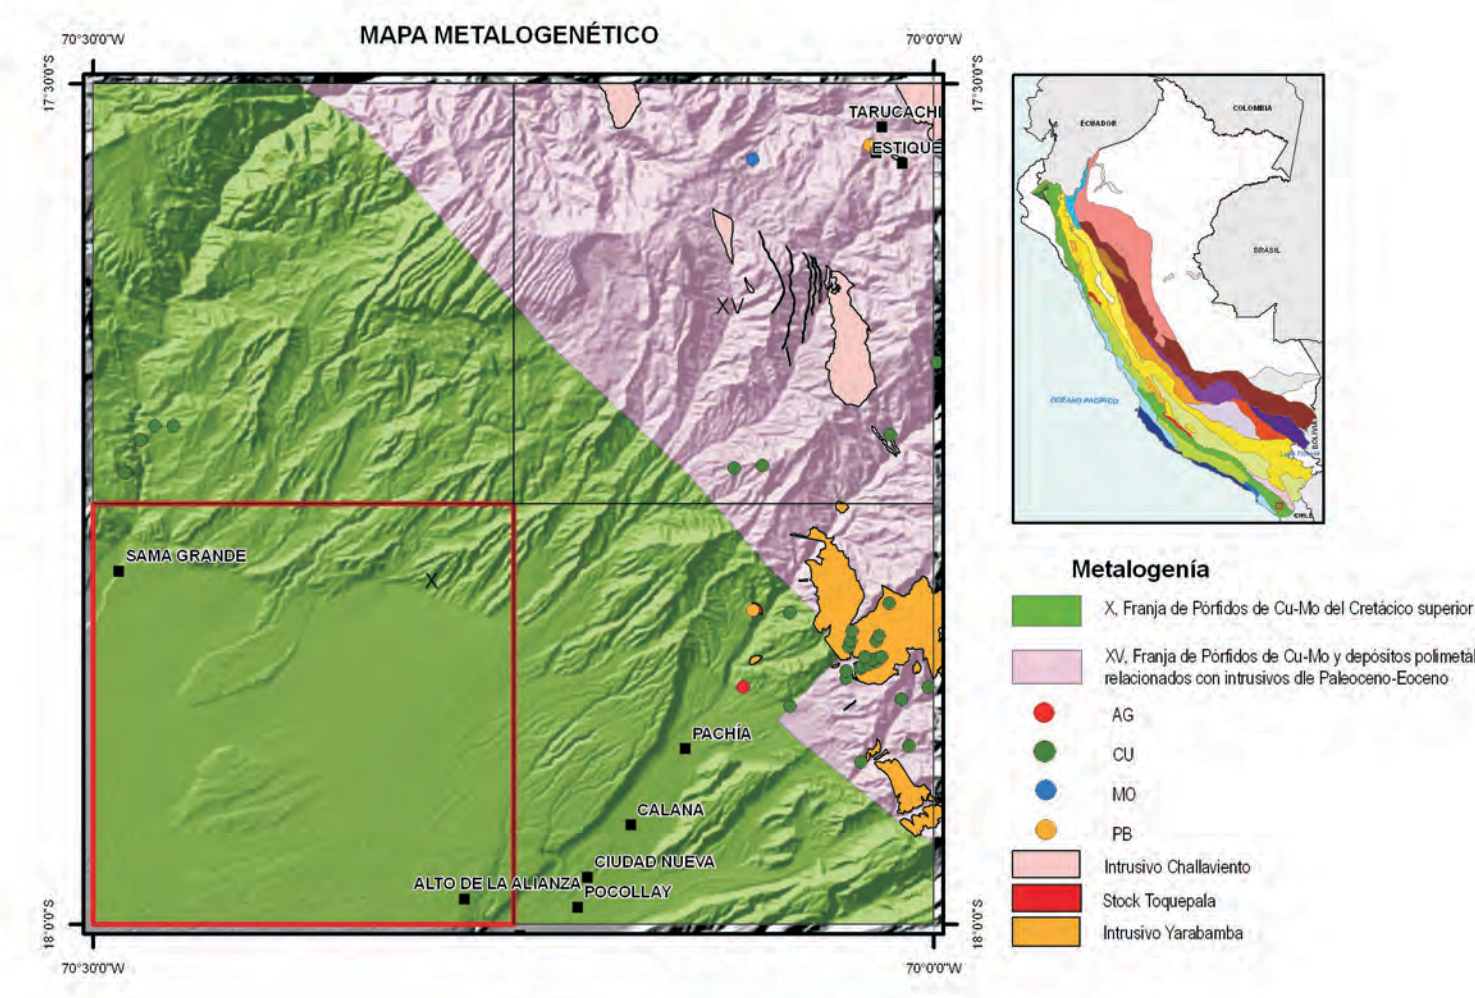 MAPA METALOGENÉTICO
70°30'0"W
70°0'0"W
17°30'0"S
17°30'0"S
TARUCACHI
ESTIQUE
XV
SAMA GRANDE
X
PACHÍA
CALANA
CIUDAD NUEVA
ALTO DE LA ALIANZA
POCOLLAY
18°0'0"S
18°0'0"S
70°30'0"W
70°0'0"W
COLOMBIA
ECUADOR
BRASIL
OCEANO PACÍFICO
BOLIVIA
CHILE
Metalogenía
X, Franja de Pórfidos de Cu-Mo del Cretácico superior
XV, Franja de Pórfidos de Cu-Mo y depósitos polimetál
relacionados con intrusivos dle Paleoceno-Eoceno
AG
CU
MO
PB
Intrusivo Challaviento
Stock Toquepala
Intrusivo Yarabamba